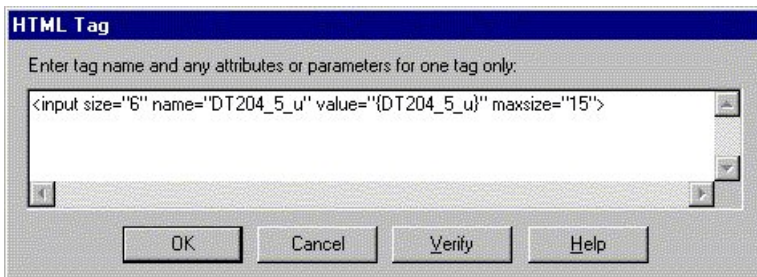 HTML Tag
Enter tag name and any attributes or parameters for one tag only:
<input size="6" name="DT204_5_u" value="{DT204_5_u}" maxsize="15">
OK Cancel Verify Help